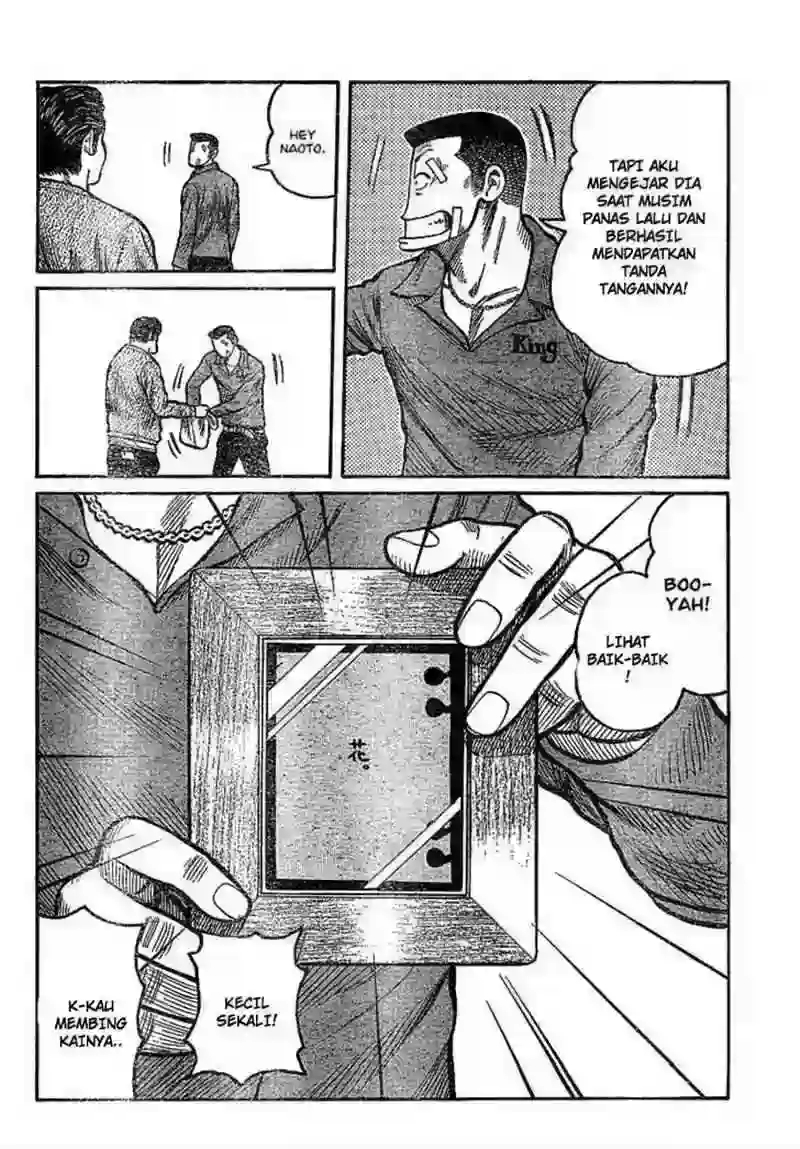 TAPI AKU
MENGEJAR DIA
SAAT MUSIM
PANAS LALU DAN
BERHASIL
MENDAPATKAN
TANDA
TANGANNYA!
King
HEY
NAOTO.
BOO-
YAH!
LIHAT
BAIK-BAIK
!
花。
KECIL
SEKALI!
K-KAU
MEMBING
KAINYA..